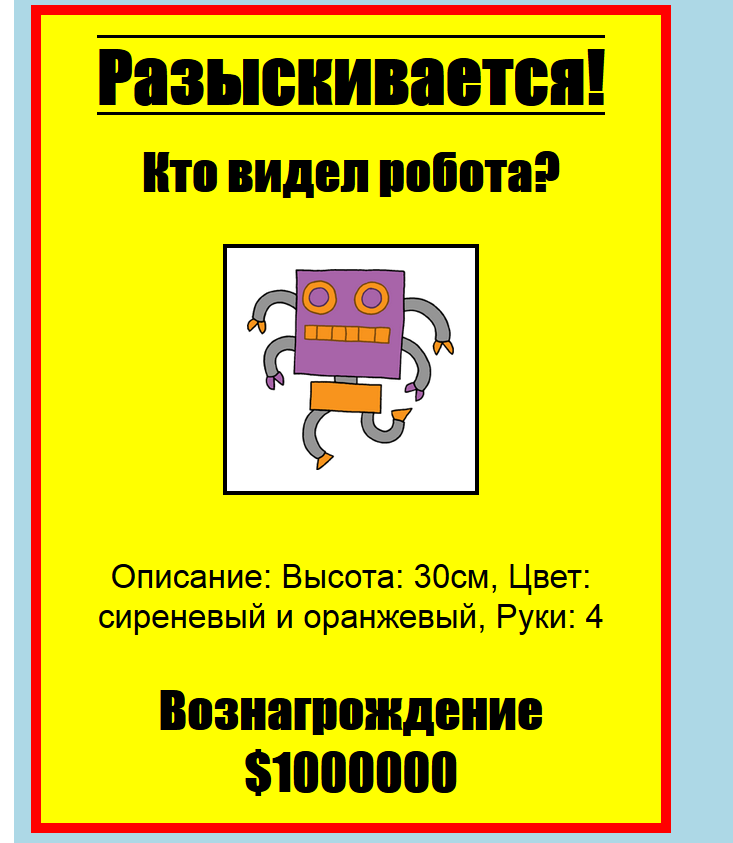 Разыскивается!
Кто видел робота?
Описание: Высота: 30см, Цвет:
сиреневый и оранжевый, Руки: 4
Вознагрождение
$1000000